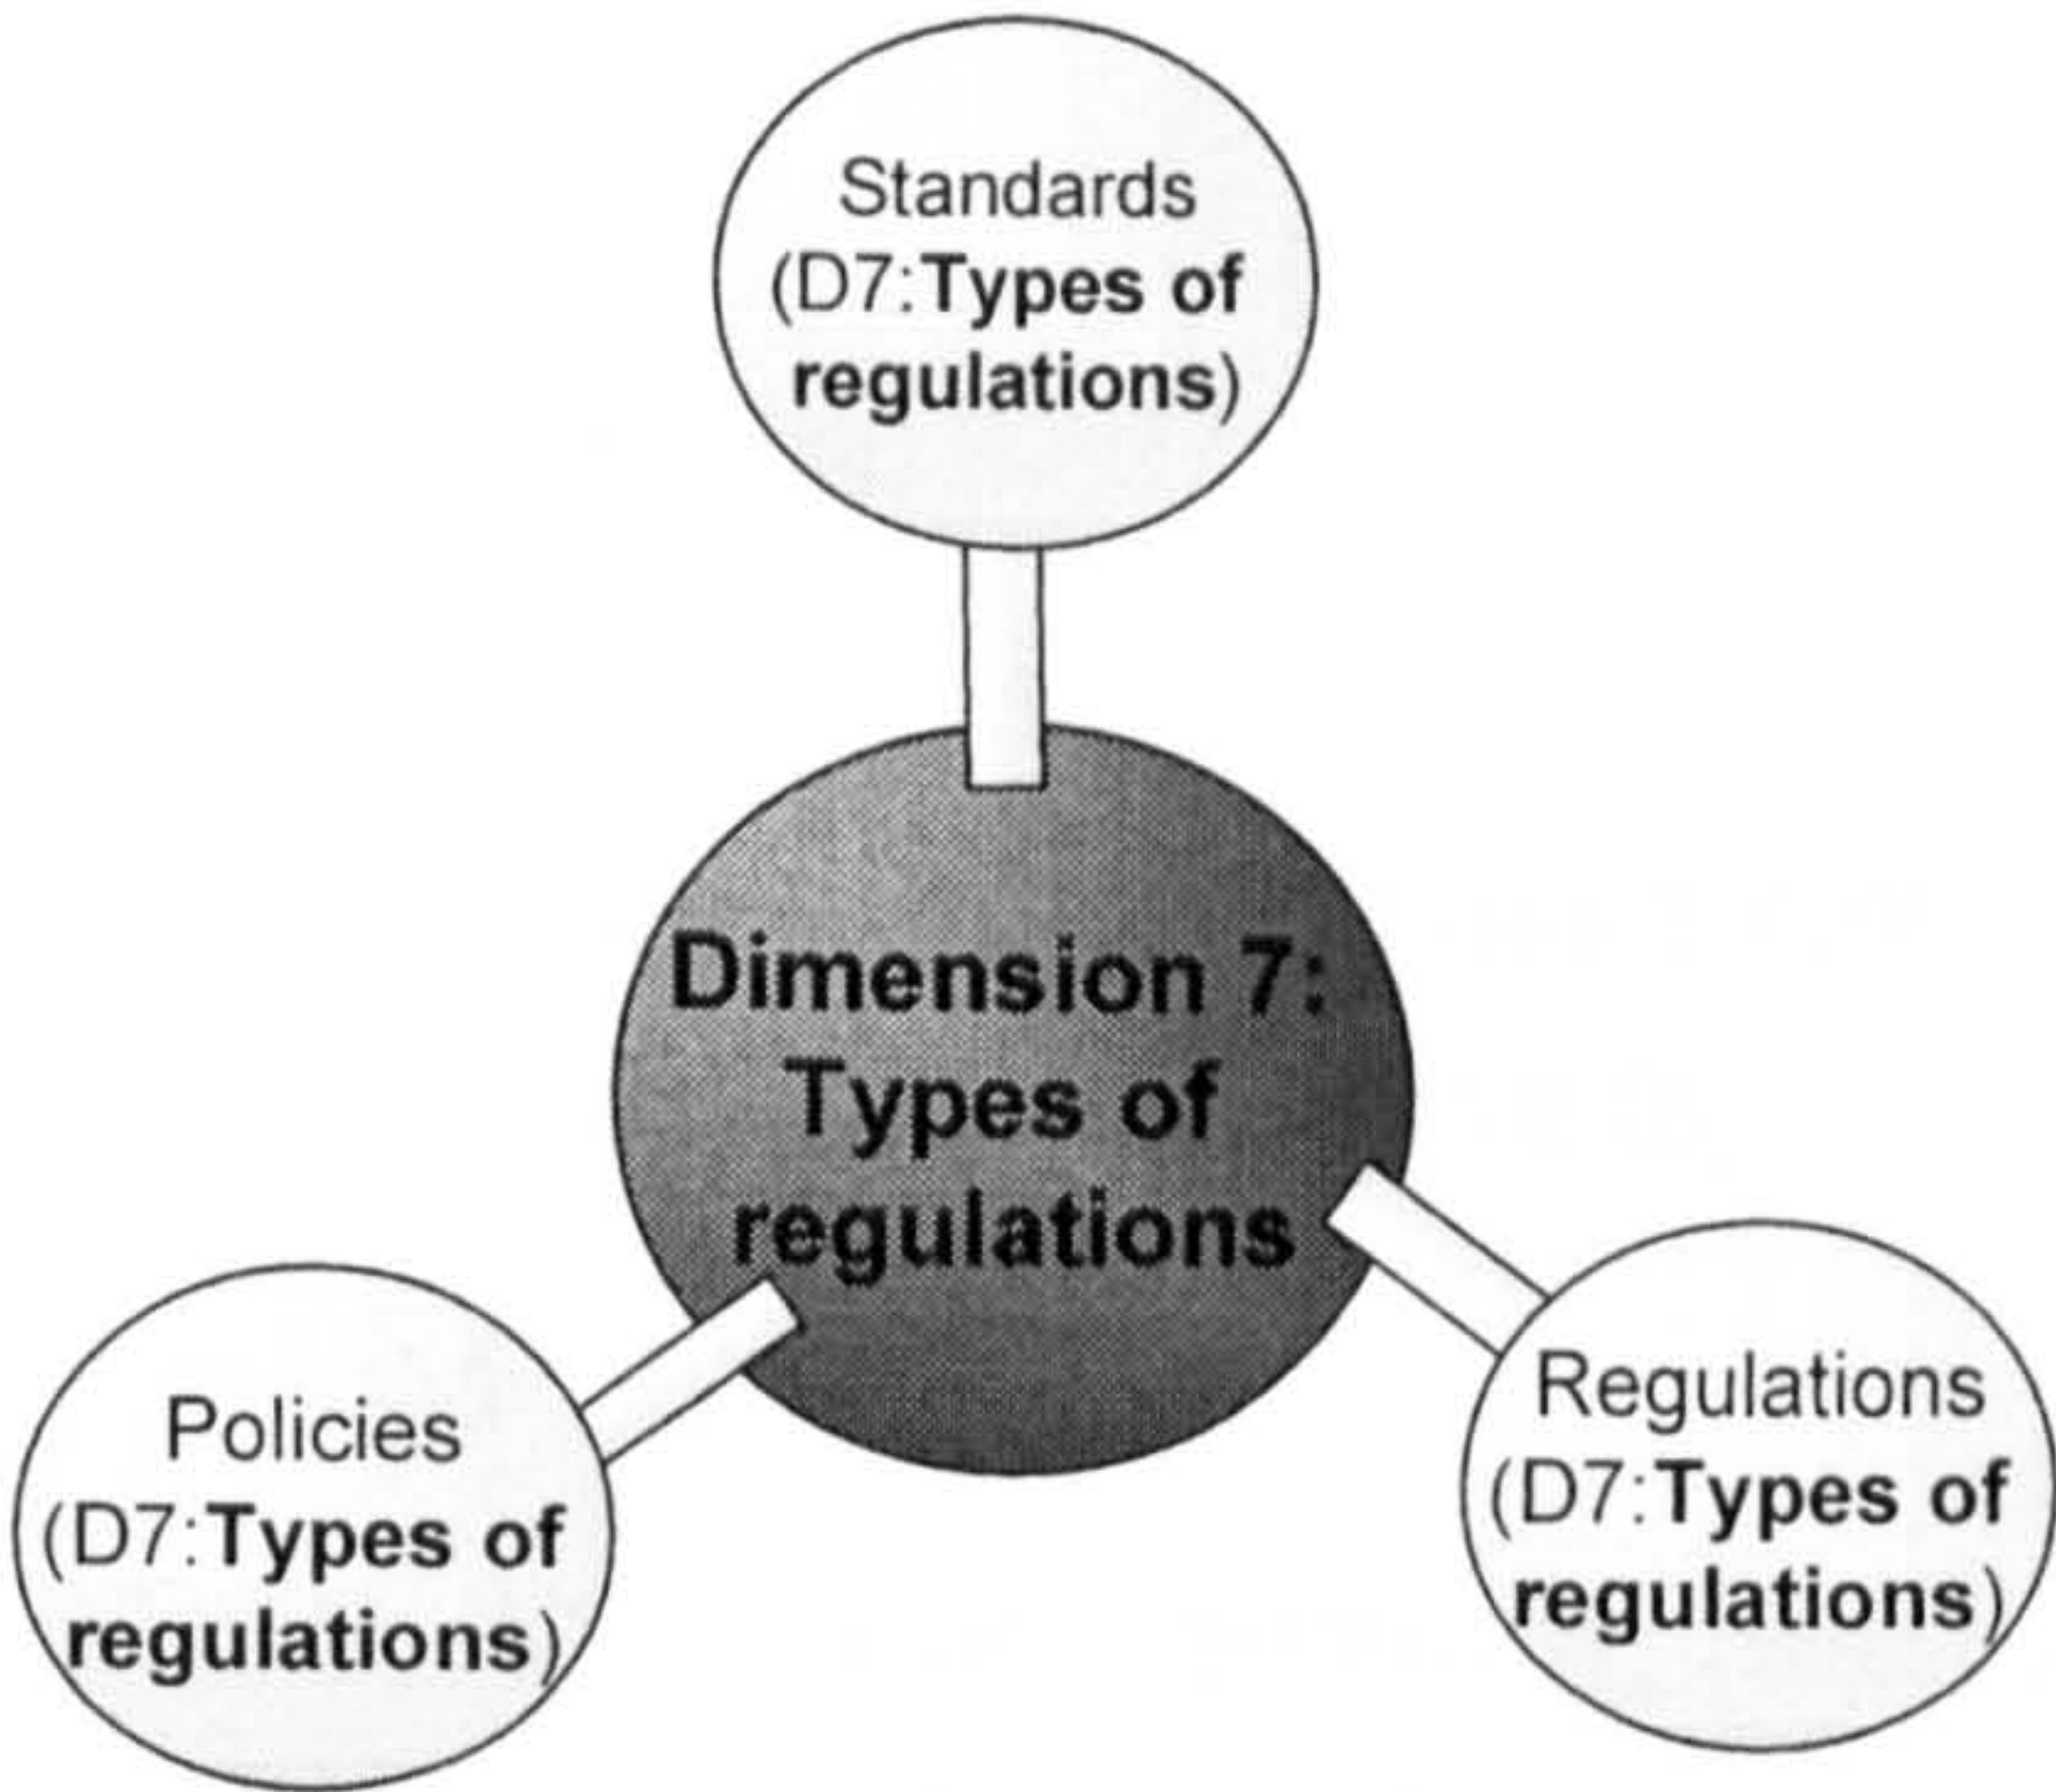 Standards
(D7:Types of
regulations)
Dimension 7:
Types of
regulations
Policies
(D7:Types of
regulations)
Regulations
(D7:Types of
regulations)